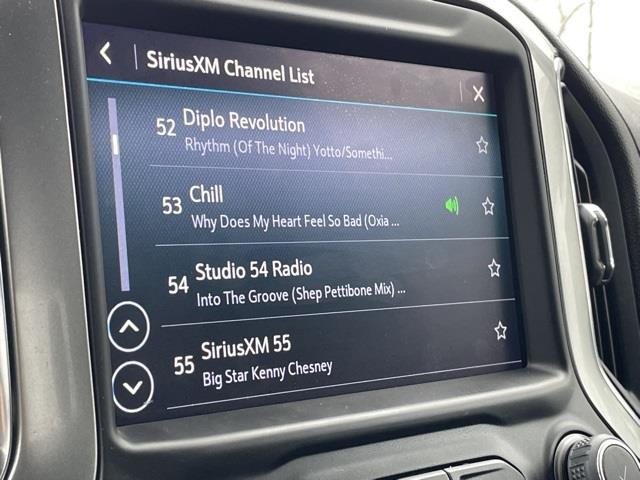 SiriusXM Channel List
52 Diplo Revolution
Rhythm (Of The Night) Yotto/Somethi...
53 Chill
Why Does My Heart Feel So Bad (Oxia ...
54 Studio 54 Radio
Into The Groove (Shep Pettibone Mix) ...
55 SiriusXM 55
Big Star Kenny Chesney